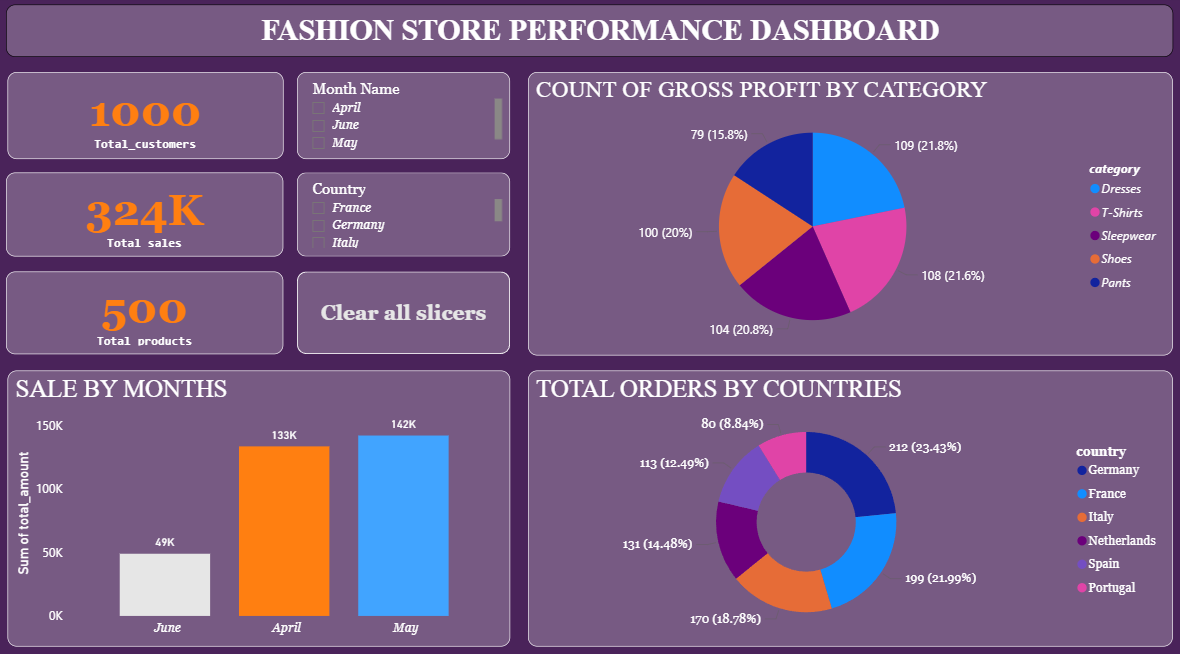 FASHION STORE PERFORMANCE DASHBOARD
1000
Total_customers
Month Name
April
June
May
324K
Total sales
Country
France
Germany
Italy
500
Total products
Clear all slicers
COUNT OF GROSS PROFIT BY CATEGORY
79 (15.8%)
109 (21.8%)
100 (20%)
108 (21.6%)
104 (20.8%)
category
Dresses
T-Shirts
Sleepwear
Shoes
Pants
SALE BY MONTHS
Sum of total_amount
150K
100K
50K
0K
49K
133K
142K
June
April
May
TOTAL ORDERS BY COUNTRIES
80 (8.84%)
212 (23.43%)
113 (12.49%)
131 (14.48%)
199 (21.99%)
170 (18.78%)
country
Germany
France
Italy
Netherlands
Spain
Portugal